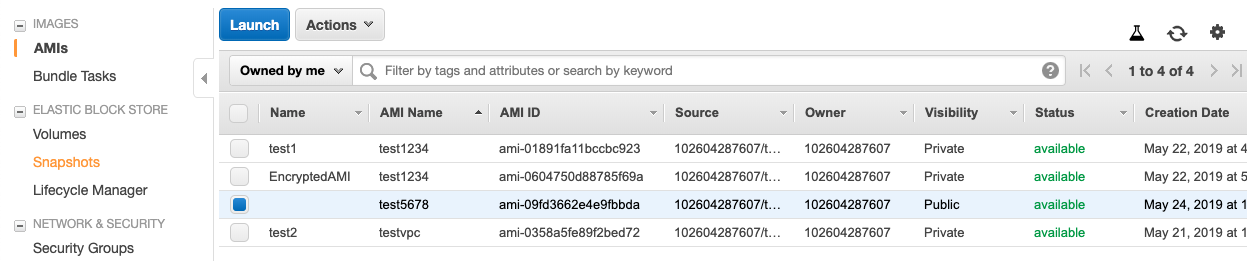 IMAGES
AMIs
Bundle Tasks
ELASTIC BLOCK STORE
Volumes
Snapshots
Lifecycle Manager
NETWORK & SECURITY
Security Groups
Launch Actions
Owned by me Filter by tags and attributes or search by keyword ? 1 to 4 of 4
Name AMI Name AMI ID Source Owner Visibility Status Creation Date
test1 test1234 ami-01891fa11bccbc923 102604287607/t... 102604287607 Private available May 22, 2019 at 4
EncryptedAMI test1234 ami-0604750d88785f69a 102604287607/t... 102604287607 Private available May 22, 2019 at 5
test5678 ami-09fd3662e4e9fbbda 102604287607/t... 102604287607 Public available May 24, 2019 at 1
test2 testvpc ami-0358a5fe89f2bed72 102604287607/t... 102604287607 Private available May 21, 2019 at 1